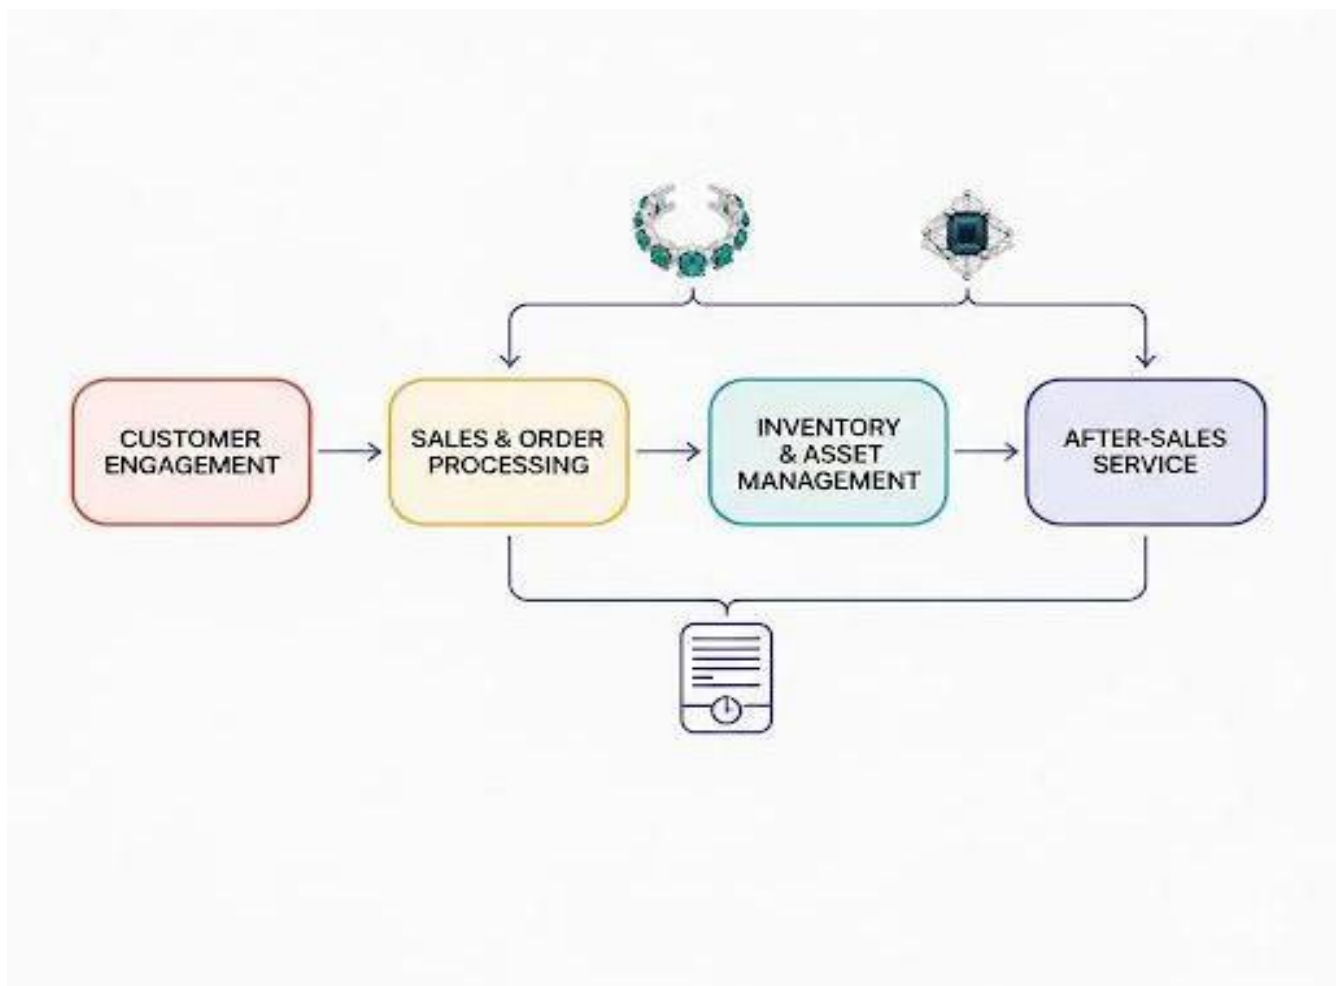 CUSTOMER
ENGAGEMENT
SALES & ORDER
PROCESSING
INVENTORY
& ASSET
MANAGEMENT
AFTER-SALES
SERVICE